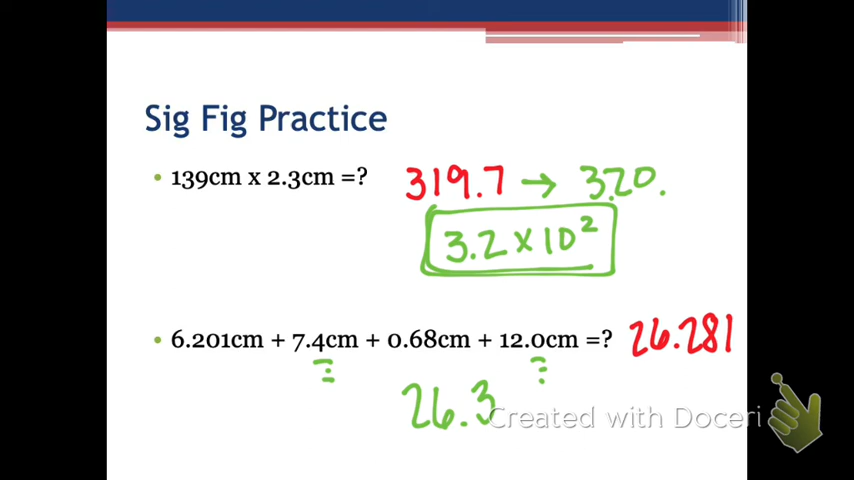 Sig Fig Practice
• 139cm x 2.3cm =? 319.7 → 320.
3.2 x 10²
• 6.201cm + 7.4cm + 0.68cm + 12.0cm =? 26.281
26.3
Created with Doceri